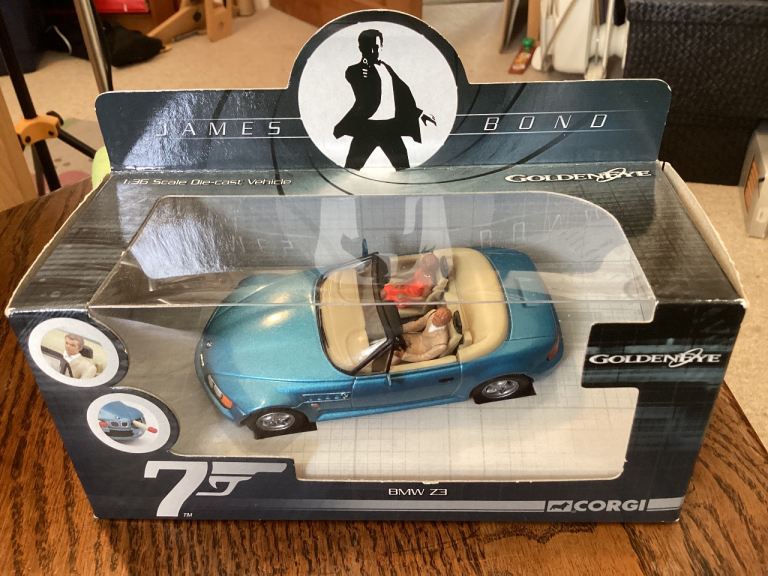 JAMES BOND
1:36 Scale Die-cast Vehicle
GOLDENEYE
GOLDENEYE
7
TM
BMW Z3
CORGI